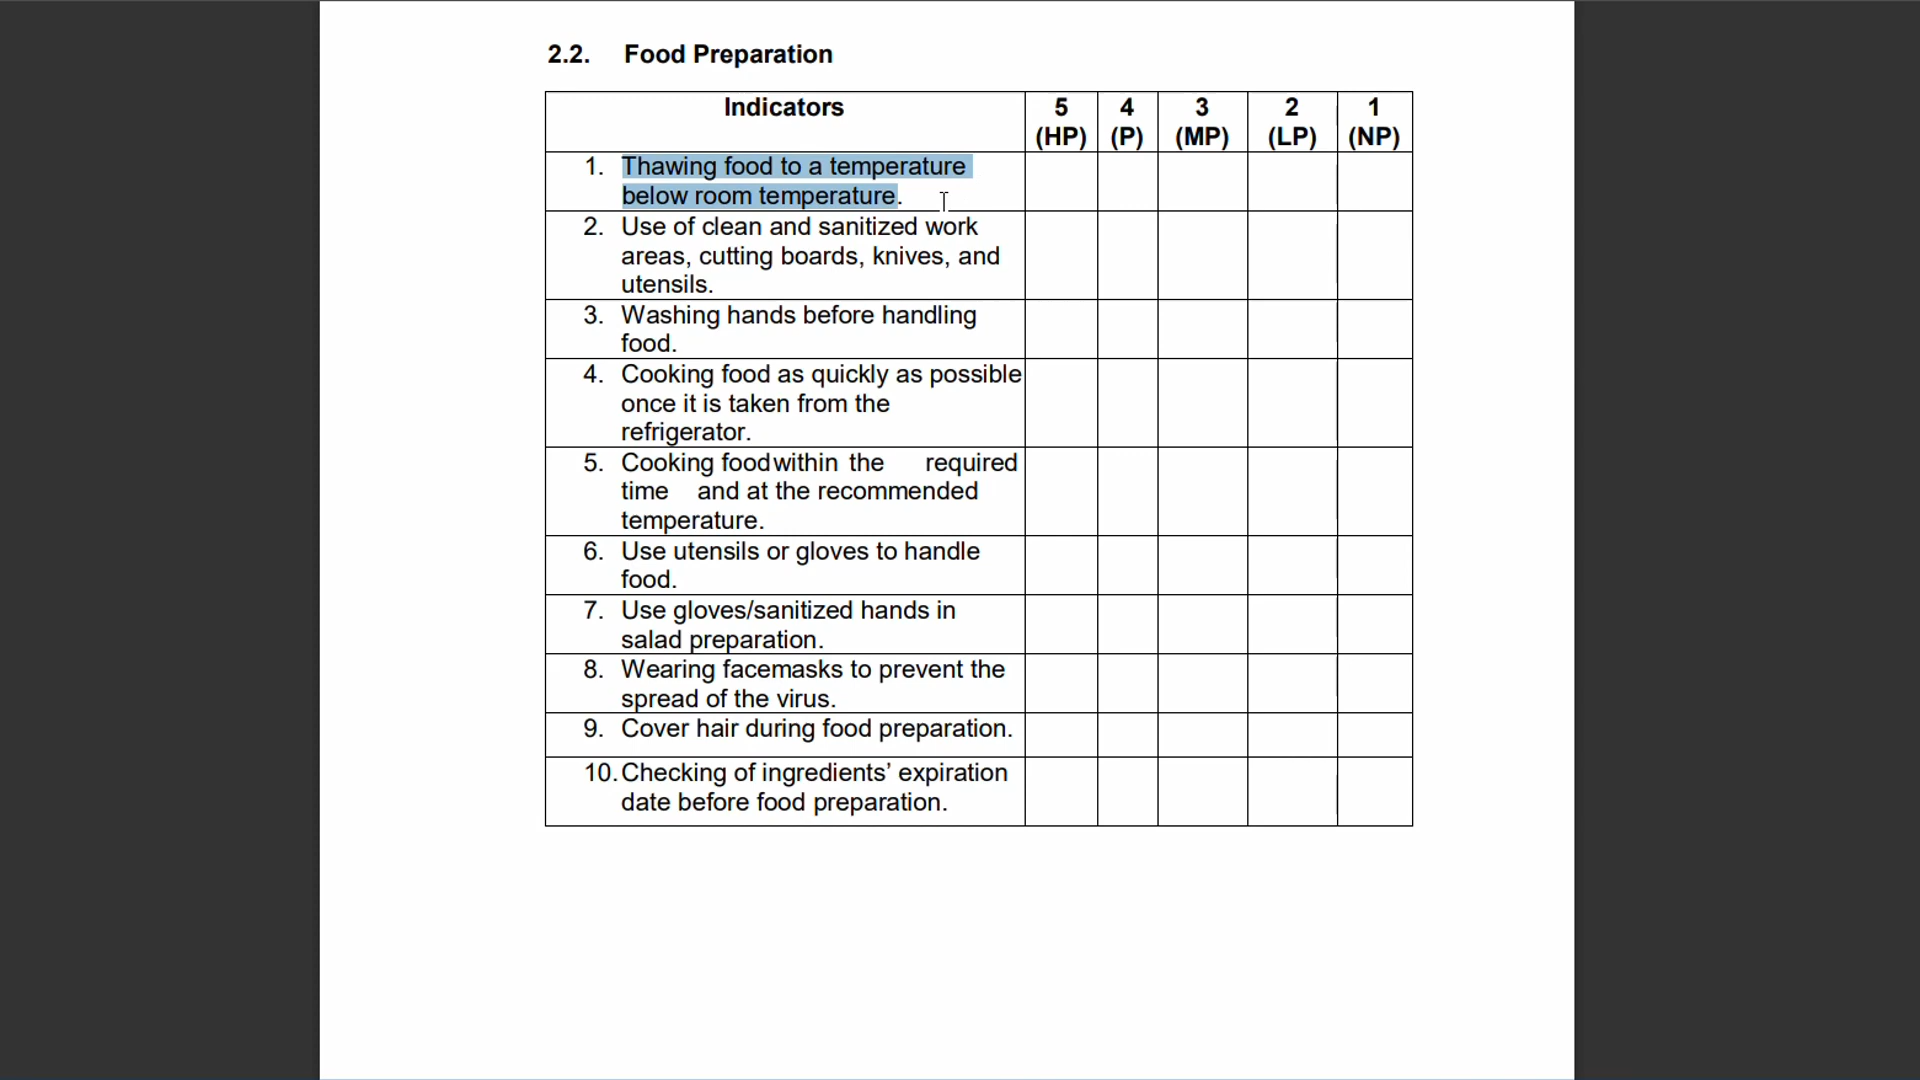 2.2. Food Preparation
Indicators 5 4 3 2 1
(HP) (P) (MP) (LP) (NP)
1. Thawing food to a temperature
below room temperature.
2. Use of clean and sanitized work
areas, cutting boards, knives, and
utensils.
3. Washing hands before handling
food.
4. Cooking food as quickly as possible
once it is taken from the
refrigerator.
5. Cooking food within the required
time and at the recommended
temperature.
6. Use utensils or gloves to handle
food.
7. Use gloves/sanitized hands in
salad preparation.
8. Wearing facemasks to prevent the
spread of the virus.
9. Cover hair during food preparation.
10. Checking of ingredients’ expiration
date before food preparation.